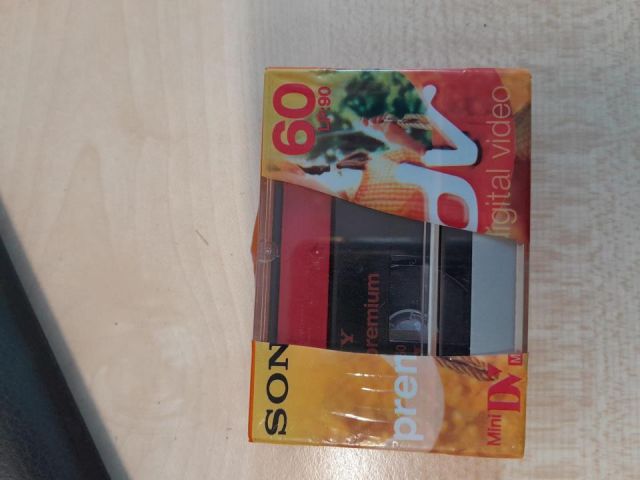 SON
60
LP:90
prem
dv
digital video
Y
premium
Mini DV
M